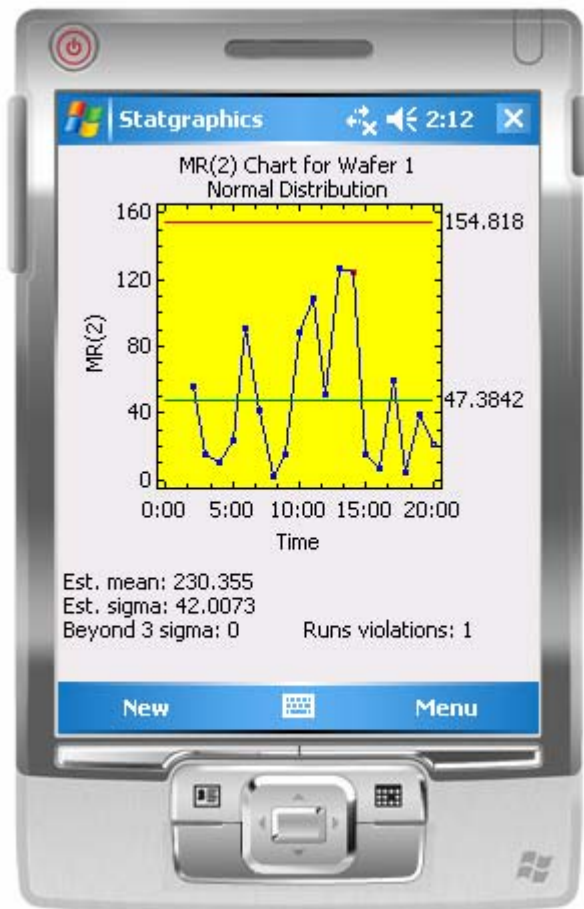 Statgraphics 2:12
MR(2) Chart for Wafer 1
Normal Distribution
160
154.818
120
MR(2)
80
47.3842
40
0
0:00 5:00 10:00 15:00 20:00
Time
Est. mean: 230.355
Est. sigma: 42.0073
Beyond 3 sigma: 0 Runs violations: 1
New Menu